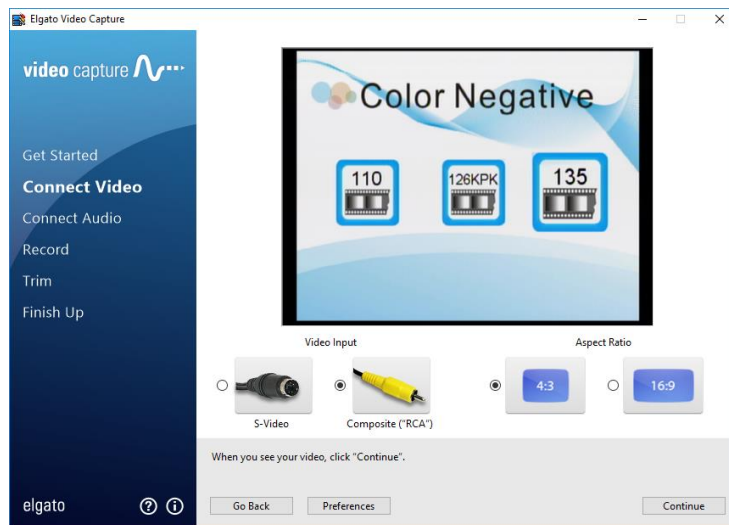 Elgato Video Capture
video capture
Get Started
Connect Video
Connect Audio
Record
Trim
Finish Up
elgato
Color Negative
110
126KPK
135
Video Input
Aspect Ratio
4:3
16:9
S-Video
Composite ("RCA")
When you see your video, click "Continue".
Go Back
Preferences
Continue